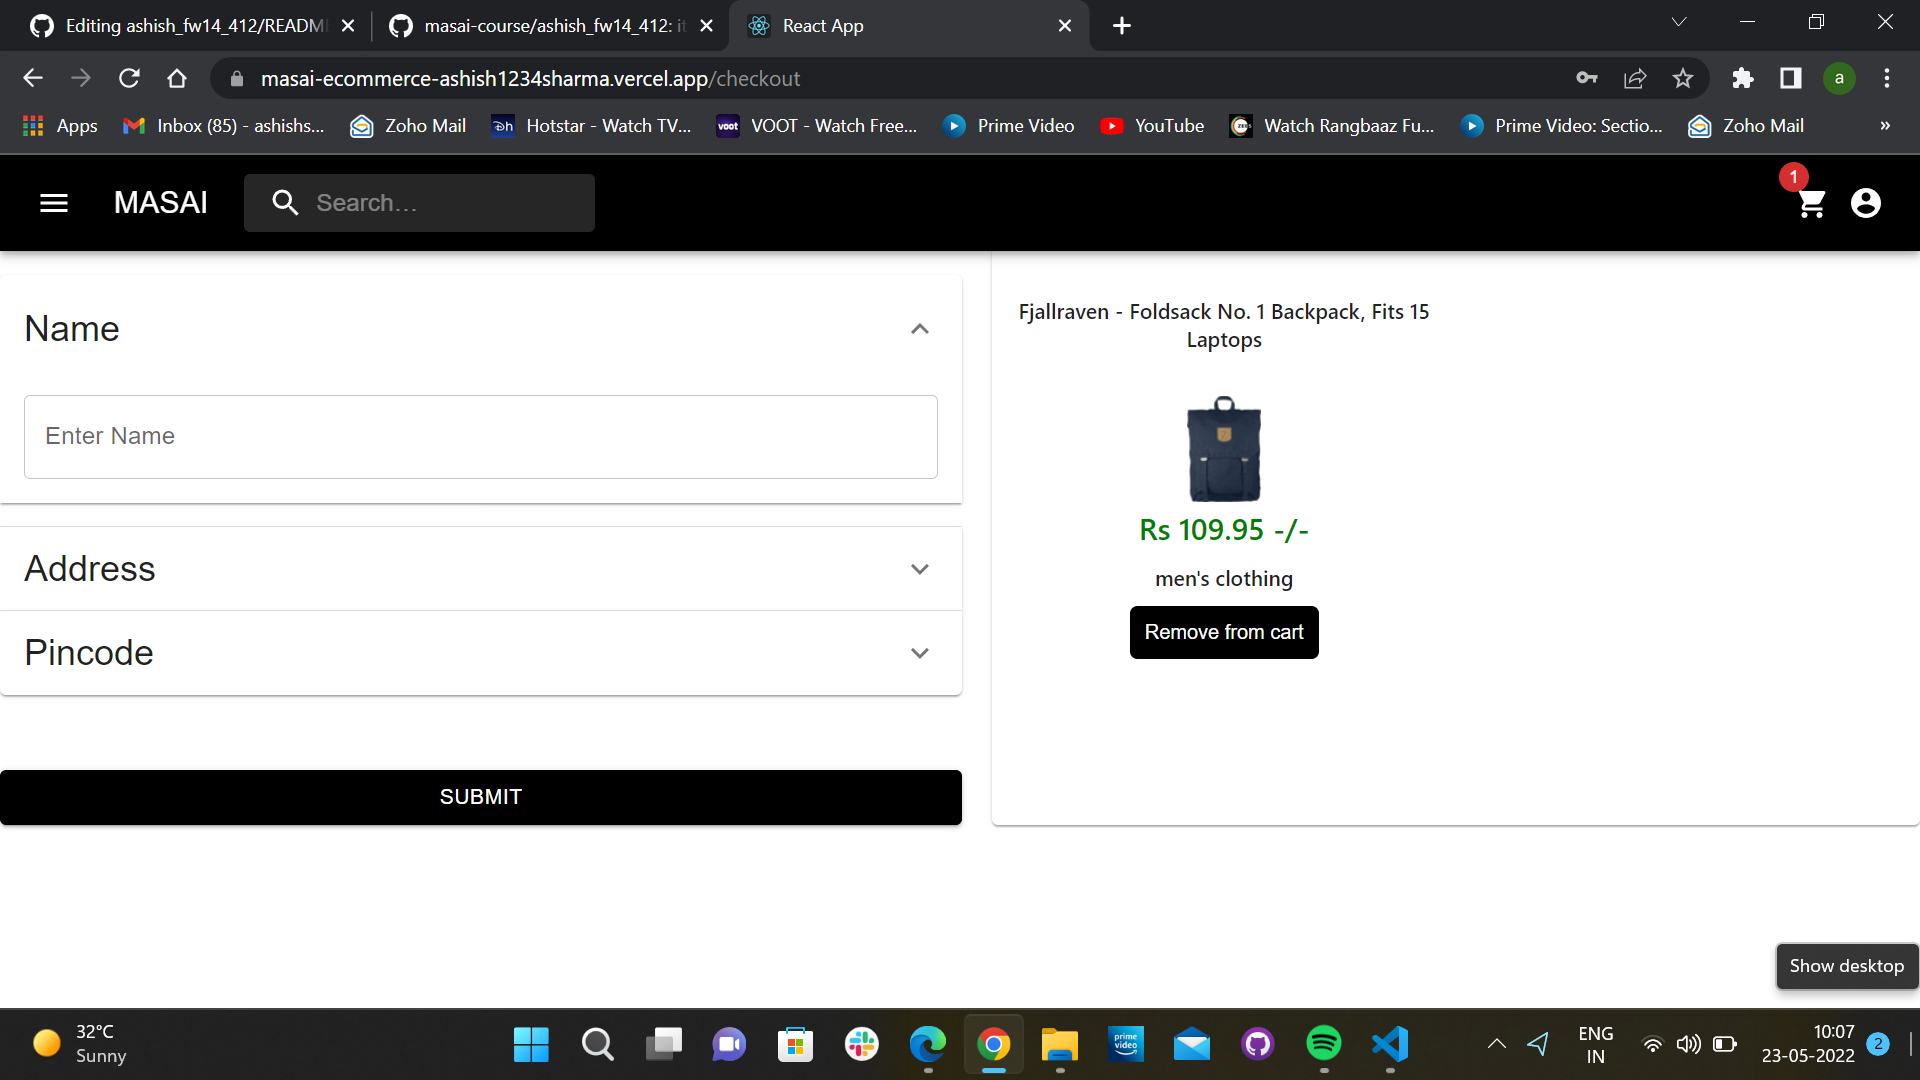 Editing ashish_fw14_412/READM
masai-course/ashish_fw14_412: it
React App
masai-ecommerce-ashish1234sharma.vercel.app/checkout
a
Apps
Inbox (85) - ashishs...
Zoho Mail
Hotstar - Watch TV...
VOOT - Watch Free...
Prime Video
YouTube
Watch Rangbaaz Fu...
Prime Video: Sectio...
Zoho Mail
»
MASAI
Search...
1
Name
Enter Name
Address
Pincode
SUBMIT
Fjallraven - Foldsack No. 1 Backpack, Fits 15
Laptops
Rs 109.95 -/-
men's clothing
Remove from cart
Show desktop
32°C
Sunny
prime
video
ENG
IN
10:07
23-05-2022
2